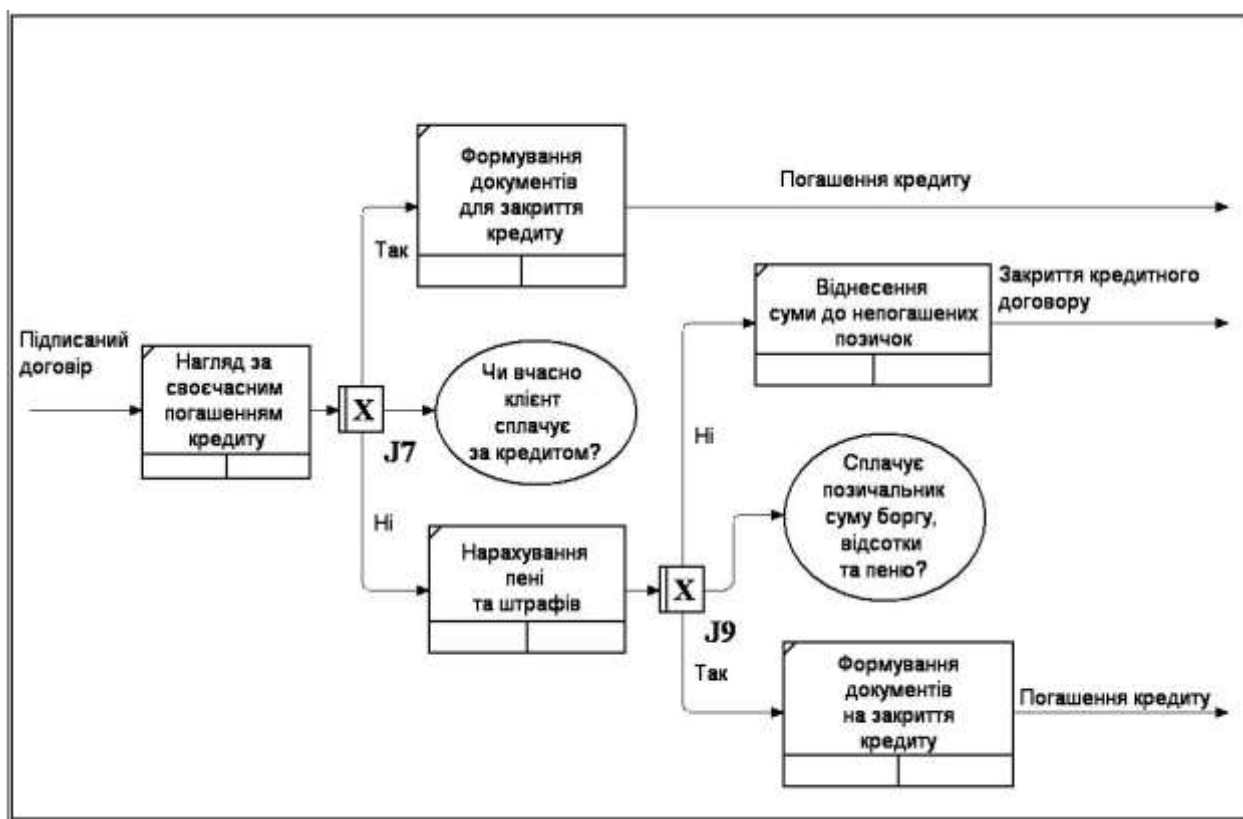 Формування
документів
для закриття
кредиту
Погашення кредиту
Так
Віднесення
суми до непогашених
позичок
Закриття кредитного
договору
Підписаний
договір
Нагляд за
своєчасним
погашенням
кредиту
X
J7
Чи вчасно
клієнт
сплачує
за кредитом?
Ні
Ні
Нарахування
пені
та штрафів
X
J9
Сплачує
позичальник
суму боргу,
відсотки
та пеню?
Так
Формування
документів
на закриття
кредиту
Погашення кредиту